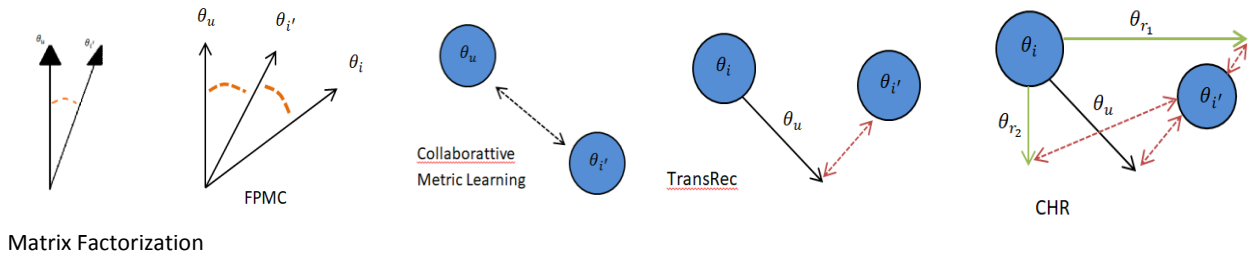 θu θi'
θu θi' θi
FPMC
θu
θi'
Collaborattive
Metric Learning
θi θi'
θu
TransRec
θi θr1
θi'
θr2 θu
CHR
Matrix Factorization